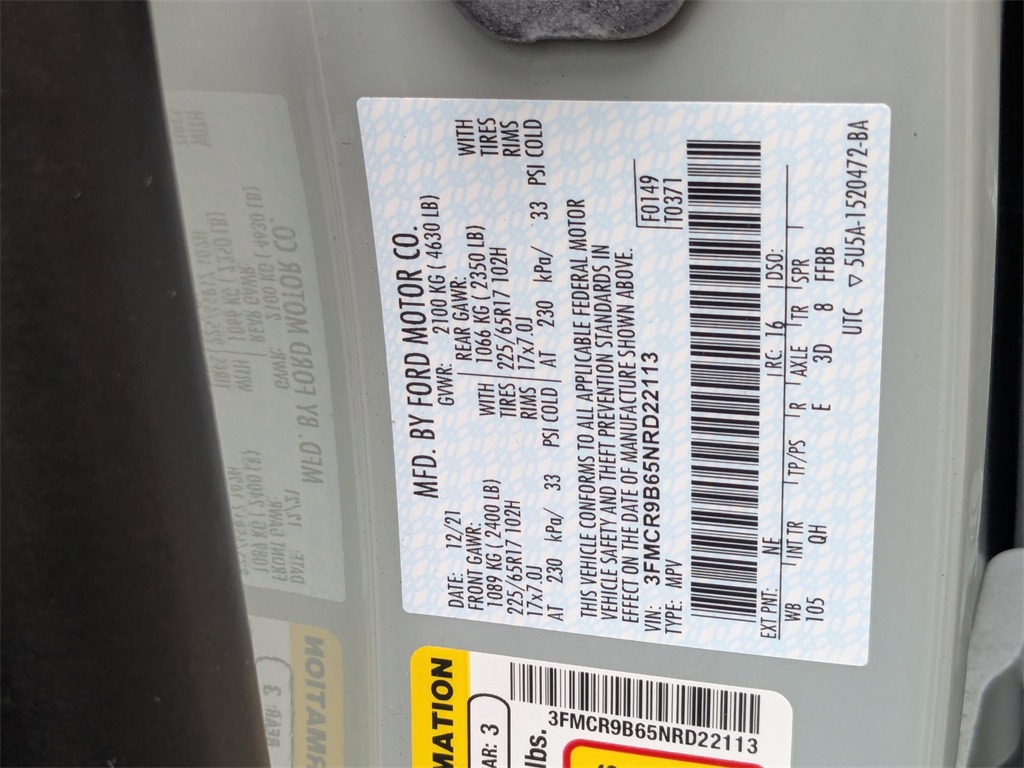 MFD. BY FORD MOTOR CO.
DATE: 12/21 GVWR: 2100 KG ( 4630 LB)
FRONT GAWR: REAR GAWR:
1089 KG ( 2400 LB) WITH 1066 KG ( 2350 LB) WITH
225/65R17 102H TIRES 225/65R17 102H TIRES
17x7.0J RIMS 17x7.0J RIMS
AT 230 kPa/ 33 PSI COLD AT 230 kPa/ 33 PSI COLD
THIS VEHICLE CONFORMS TO ALL APPLICABLE FEDERAL MOTOR
VEHICLE SAFETY AND THEFT PREVENTION STANDARDS IN
EFFECT ON THE DATE OF MANUFACTURE SHOWN ABOVE.
VIN: 3FMCR9B65NRD22113 F0149
TYPE: MPV T0371
EXT PNT: NE RC: 16 DSO:
WB INT TR TP/PS R AXLE TR SPR
105 QH E 3D 8 FFBB
UTC ▽ 5U5A-1520472-BA
MATION
AR: 3
lbs.
3FMCR9B65NRD22113